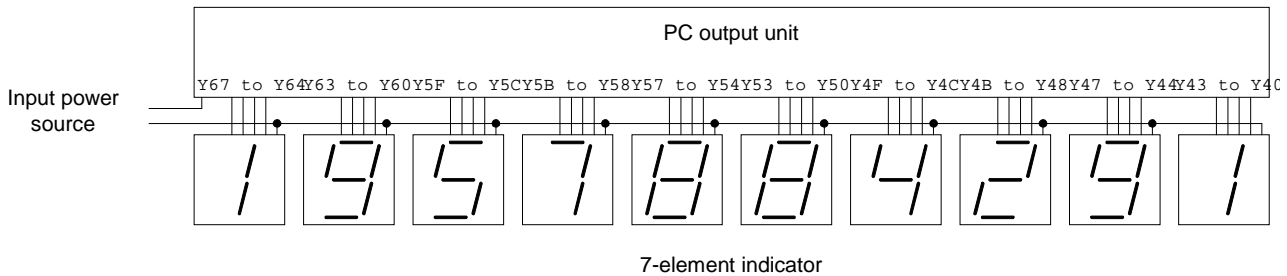 PC output unit
Y67 to Y64Y63 to Y60Y5F to Y5CY5B to Y58Y57 to Y54Y53 to Y50Y4F to Y4CY4B to Y48Y47 to Y44Y43 to Y40
Input power
source
1 9 5 7 8 8 4 2 9 1
7-element indicator